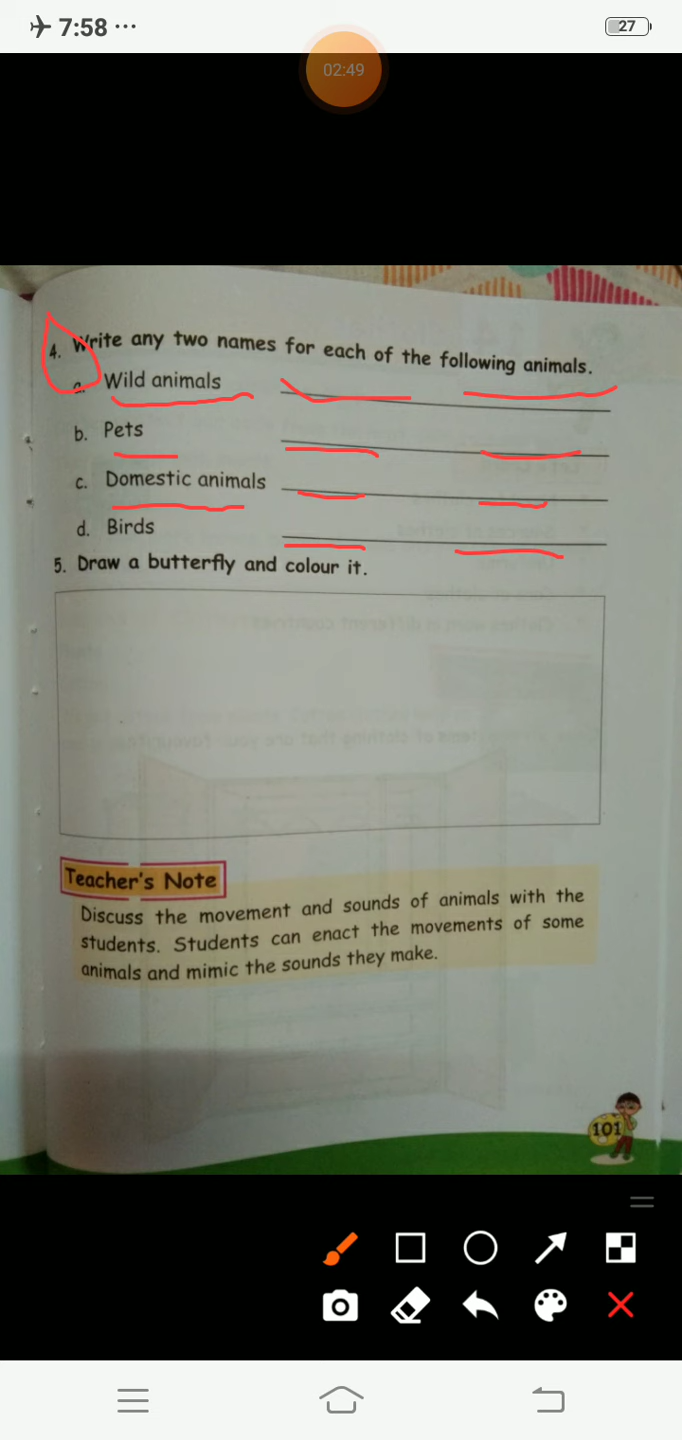 7:58 ...
27
02:49
4. Write any two names for each of the following animals.
a. Wild animals
b. Pets
c. Domestic animals
d. Birds
5. Draw a butterfly and colour it.
Teacher's Note
Discuss the movement and sounds of animals with the
students. Students can enact the movements of some
animals and mimic the sounds they make.
101